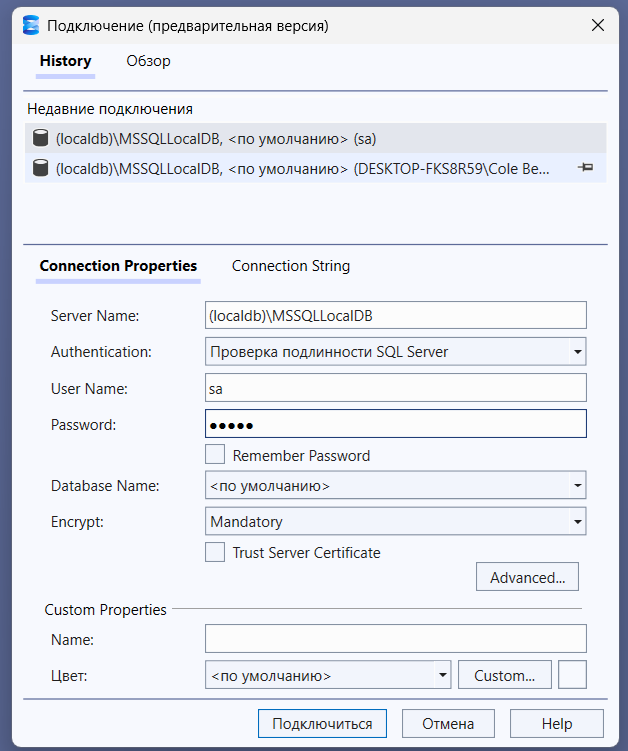 Подключение (предварительная версия)
History Обзор
Недавние подключения
(localdb)\MSSQLLocalDB, <по умолчанию> (sa)
(localdb)\MSSQLLocalDB, <по умолчанию> (DESKTOP-FKS8R59\Cole Be...
Connection Properties Connection String
Server Name: (localdb)\MSSQLLocalDB
Authentication: Проверка подлинности SQL Server
User Name: sa
Password: ●●●●●
Remember Password
Database Name: <по умолчанию>
Encrypt: Mandatory
Trust Server Certificate
Advanced...
Custom Properties
Name:
Цвет: <по умолчанию> Custom...
Подключиться Отмена Help